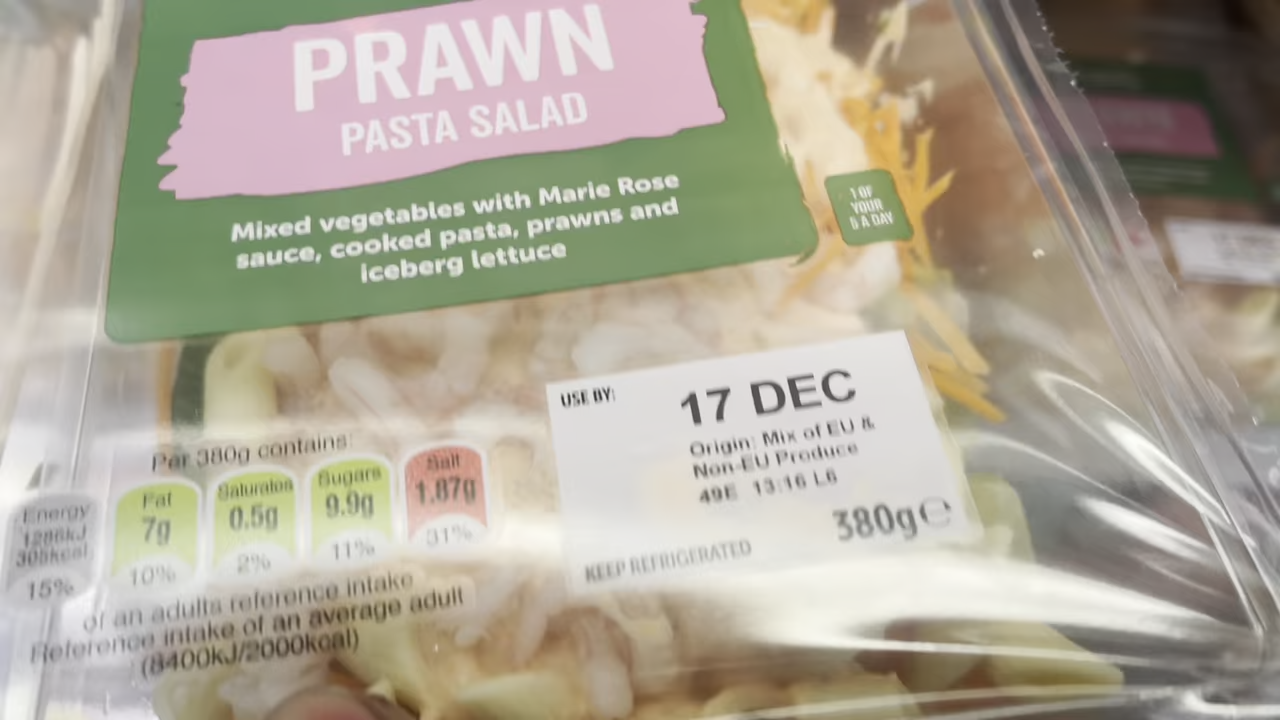 PRAWN
PASTA SALAD
Mixed vegetables with Marie Rose
sauce, cooked pasta, prawns and
iceberg lettuce
1 OF
YOUR
5 A DAY
USE BY:
17 DEC
Origin: Mix of EU &
Non-EU Produce
49E 13:16 L6
380g℮
KEEP REFRIGERATED
Per 380g contains:
Energy
1286kJ
305kcal
15%
Fat
7g
10%
Saturates
0.5g
2%
Sugars
9.9g
11%
Salt
1.87g
31%
of an adults reference intake
Reference intake of an average adult
(8400kJ/2000kcal)